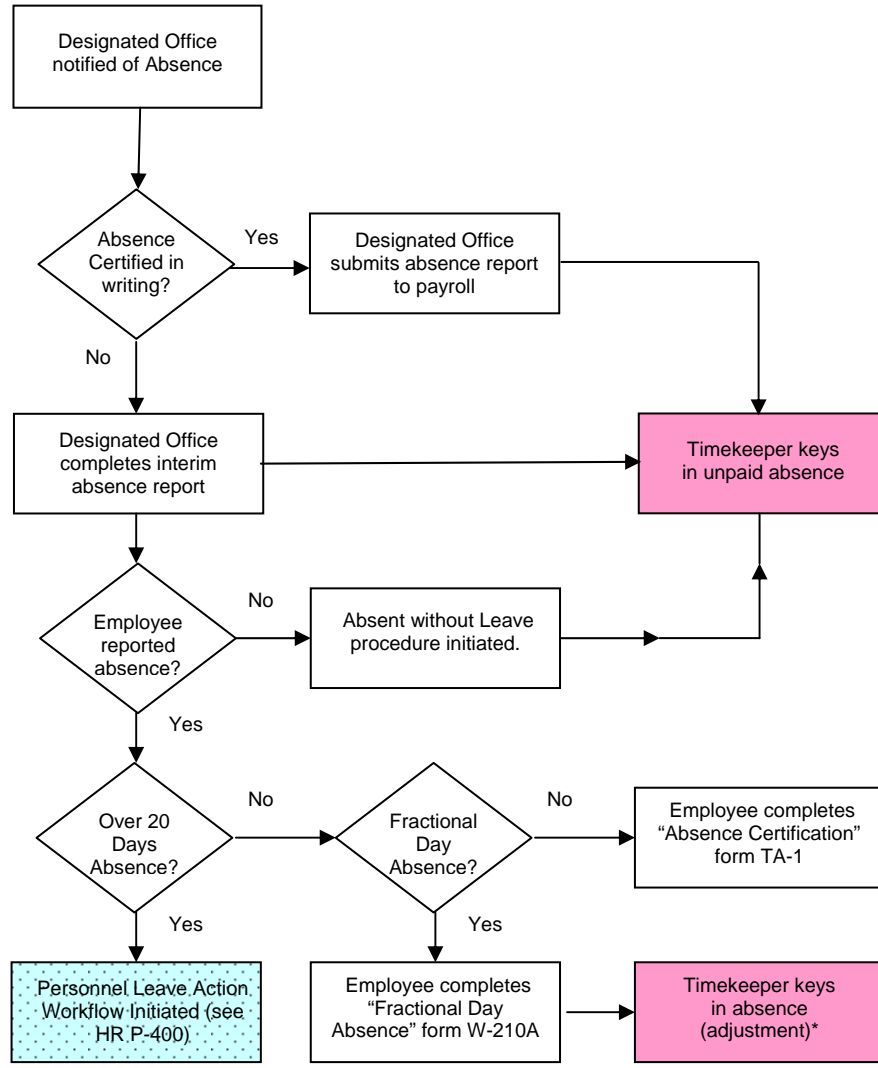 Designated Office
notified of Absence
Absence
Certified in
writing?
Yes
Designated Office
submits absence report
to payroll
No
Designated Office
completes interim
absence report
Timekeeper keys
in unpaid absence
Employee
reported
absence?
No
Absent without Leave
procedure initiated.
Yes
Over 20
Days
Absence?
No
Fractional
Day
Absence?
No
Employee completes
“Absence Certification”
form TA-1
Yes
Yes
Personnel Leave Action
Workflow Initiated (see
HR P-400)
Employee completes
“Fractional Day
Absence” form W-210A
Timekeeper keys
in absence
(adjustment)*